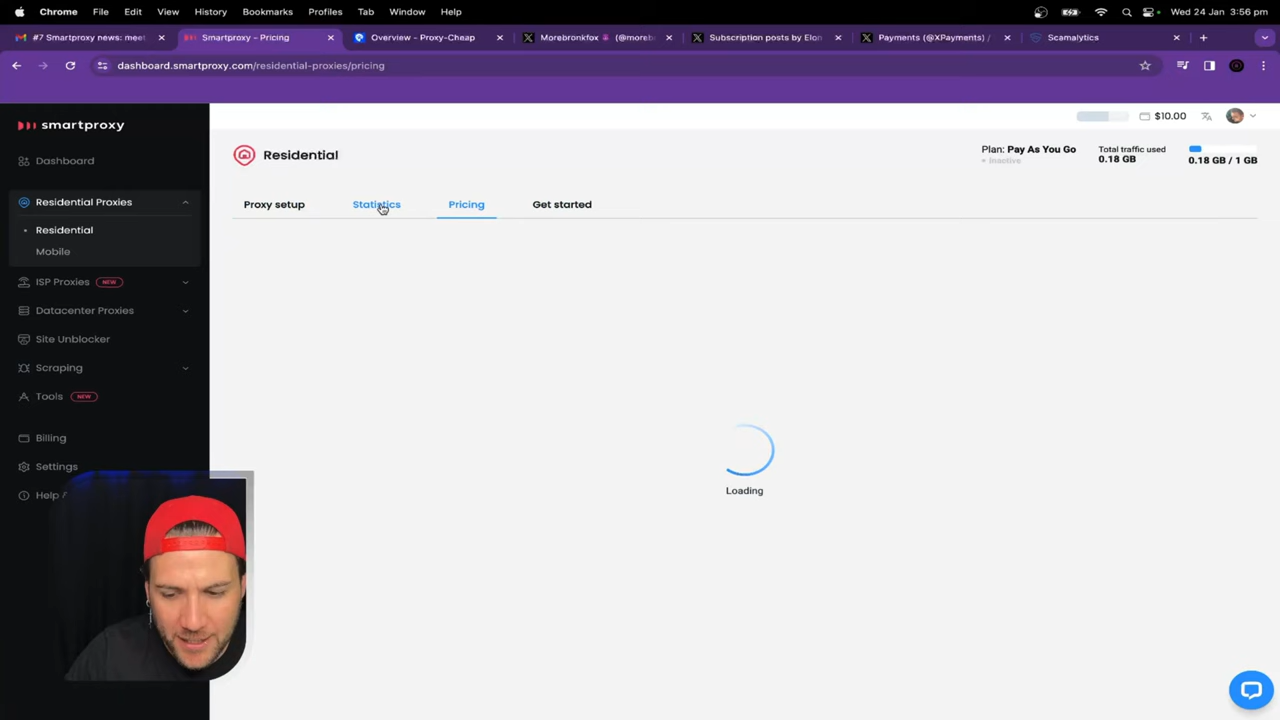 Chrome File Edit View History Bookmarks Profiles Tab Window Help Wed 24 Jan 3:56 pm
#7 Smartproxy news: meet Smartproxy – Pricing Overview – Proxy-Cheap Morebronkfox (@moreb Subscription posts by Elon Payments (@XPayments) / Scamalytics
dashboard.smartproxy.com/residential-proxies/pricing
$10.00
smartproxy
Dashboard
Residential Proxies
Residential
Mobile
ISP Proxies NEW
Datacenter Proxies
Site Unblocker
Scraping
Tools NEW
Billing
Settings
Help
Residential
Plan: Pay As You Go
Inactive
Total traffic used
0.18 GB
0.18 GB / 1 GB
Proxy setup Statistics Pricing Get started
Loading